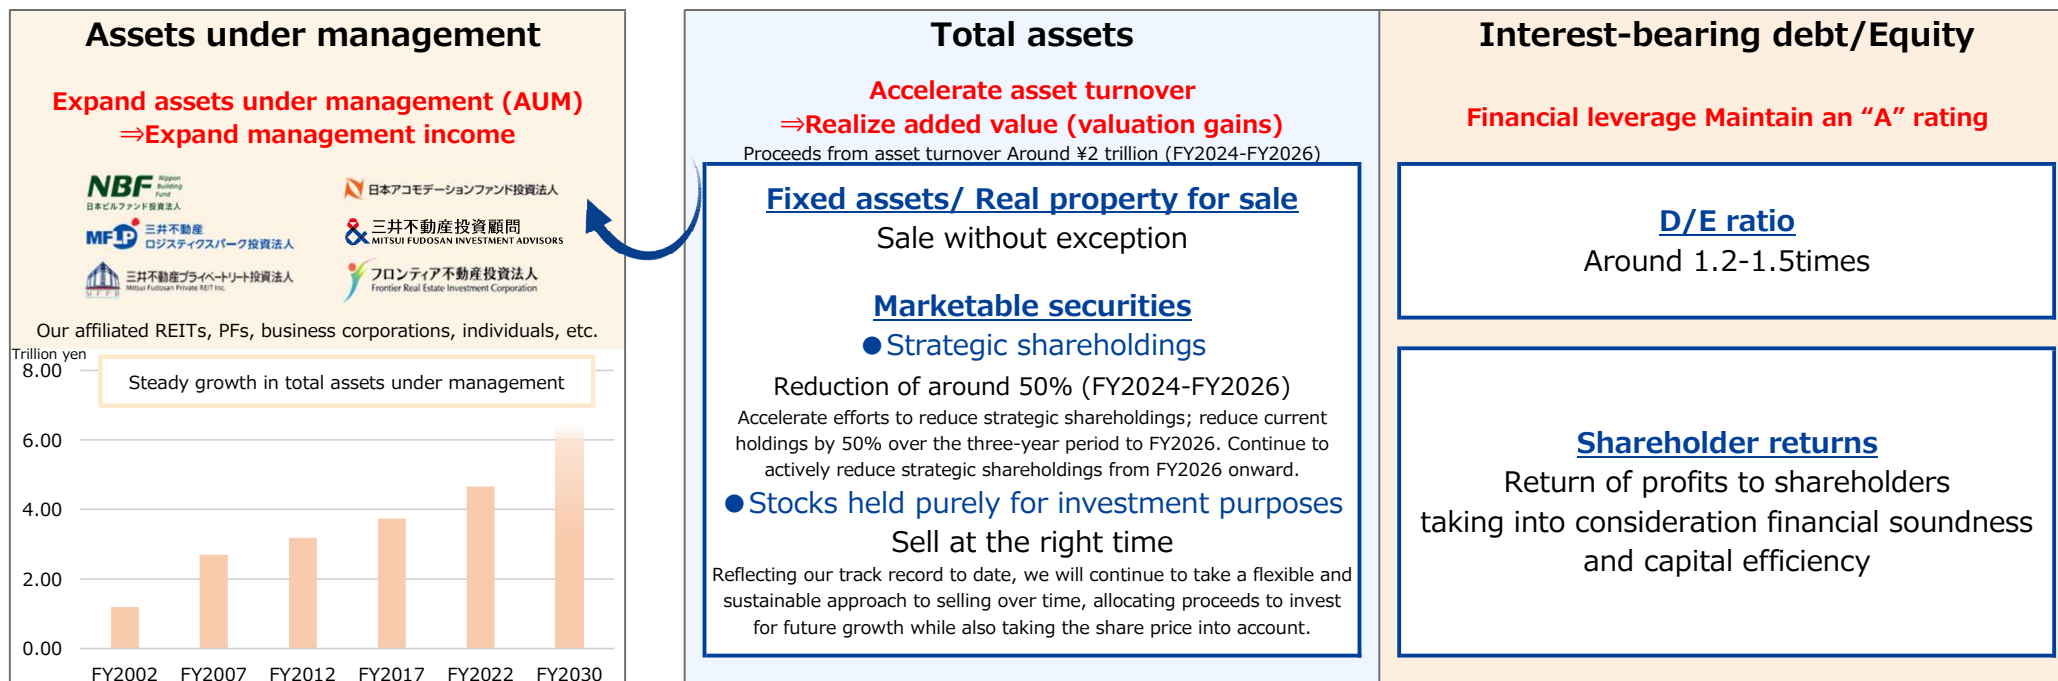 Assets under management
Expand assets under management (AUM)
⇒Expand management income
NBF Nippon Building Fund
日本ビルファンド投資法人
日本アコモデーションファンド投資法人
MFLP 三井不動産
ロジスティクスパーク投資法人
三井不動産投資顧問
MITSUI FUDOSAN INVESTMENT ADVISORS
MFPR
三井不動産プライベートリート投資法人
Mitsui Fudosan Private REIT Inc.
フロンティア不動産投資法人
Frontier Real Estate Investment Corporation
Our affiliated REITs, PFs, business corporations, individuals, etc.
Trillion yen
Steady growth in total assets under management
8.00
6.00
4.00
2.00
0.00
FY2002 FY2007 FY2012 FY2017 FY2022 FY2030
Total assets
Accelerate asset turnover
⇒Realize added value (valuation gains)
Proceeds from asset turnover Around ¥2 trillion (FY2024-FY2026)
Fixed assets/ Real property for sale
Sale without exception
Marketable securities
●Strategic shareholdings
Reduction of around 50% (FY2024-FY2026)
Accelerate efforts to reduce strategic shareholdings; reduce current
holdings by 50% over the three-year period to FY2026. Continue to
actively reduce strategic shareholdings from FY2026 onward.
●Stocks held purely for investment purposes
Sell at the right time
Reflecting our track record to date, we will continue to take a flexible and
sustainable approach to selling over time, allocating proceeds to invest
for future growth while also taking the share price into account.
Interest-bearing debt/Equity
Financial leverage Maintain an “A” rating
D/E ratio
Around 1.2-1.5times
Shareholder returns
Return of profits to shareholders
taking into consideration financial soundness
and capital efficiency